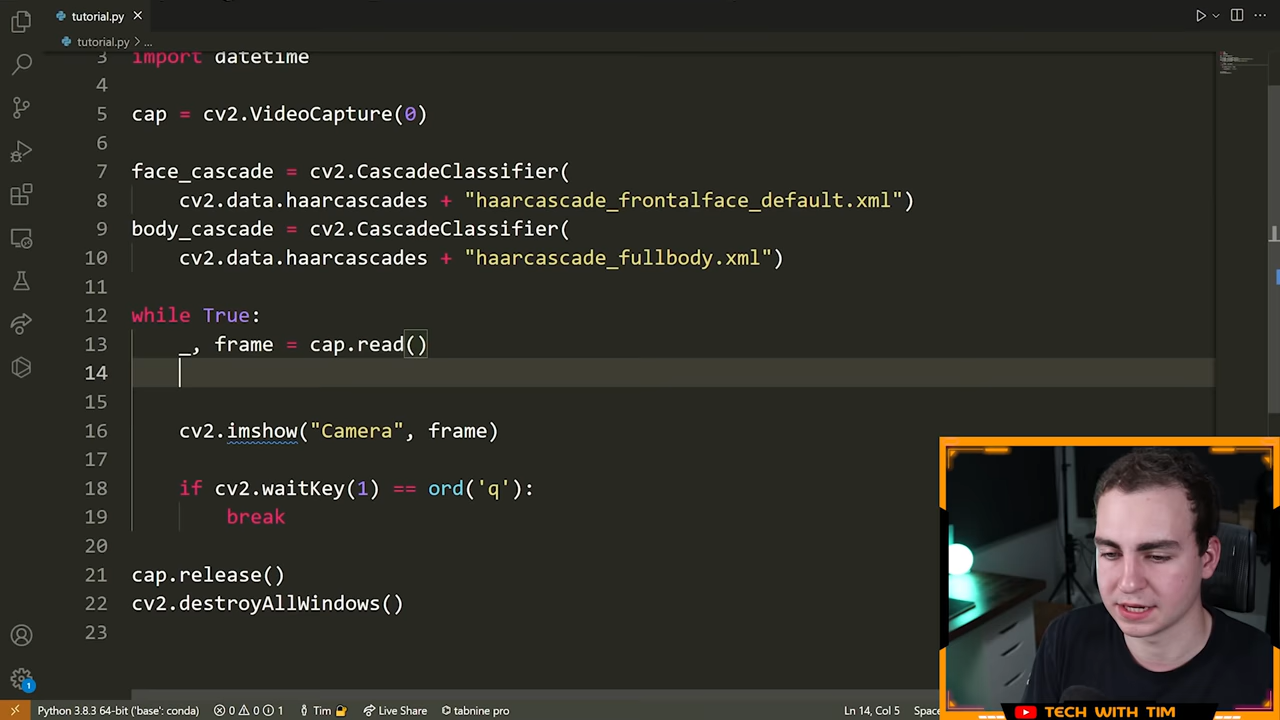 tutorial.py
tutorial.py > ...
3 import datetime
4
5 cap = cv2.VideoCapture(0)
6
7 face_cascade = cv2.CascadeClassifier(
8 cv2.data.haarcascades + "haarcascade_frontalface_default.xml")
9 body_cascade = cv2.CascadeClassifier(
10 cv2.data.haarcascades + "haarcascade_fullbody.xml")
11
12 while True:
13 _, frame = cap.read()
14
15
16 cv2.imshow("Camera", frame)
17
18 if cv2.waitKey(1) == ord('q'):
19 break
20
21 cap.release()
22 cv2.destroyAllWindows()
23
1
Python 3.8.3 64-bit ('base': conda) 0 0 1 Tim Live Share tabnine pro Ln 14, Col 5 Space
TECH WITH TIM